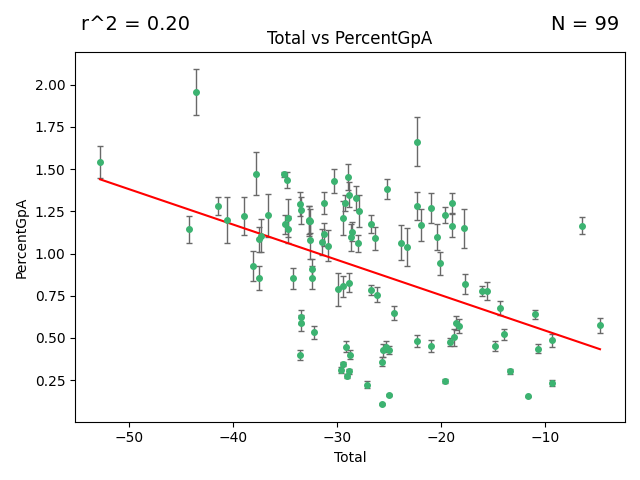 r^2 = 0.20
N = 99
Total vs PercentGpA
PercentGpA
2.00
1.75
1.50
1.25
1.00
0.75
0.50
0.25
−50
−40
−30
−20
−10
Total